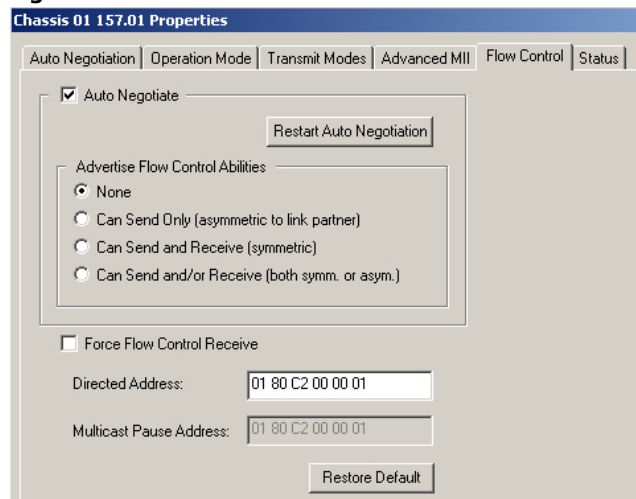 Chassis 01 157.01 Properties
Auto Negotiation Operation Mode Transmit Modes Advanced MII Flow Control Status
Auto Negotiate
Restart Auto Negotiation
Advertise Flow Control Abilities
None
Can Send Only (asymmetric to link partner)
Can Send and Receive (symmetric)
Can Send and/or Receive (both symm. or asym.)
Force Flow Control Receive
Directed Address: 01 80 C2 00 00 01
Multicast Pause Address: 01 80 C2 00 00 01
Restore Default